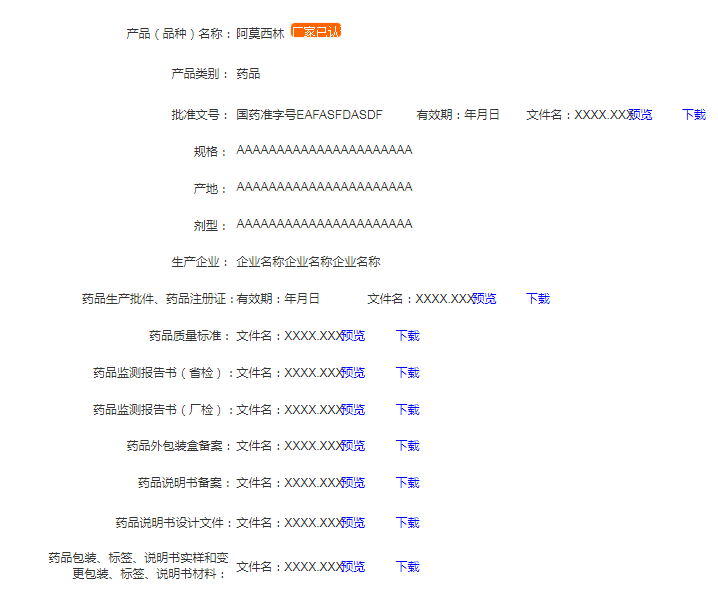 产品（品种）名称： 阿莫西林 厂家已认
产品类别： 药品
批准文号： 国药准字号EAFASFDASDF 有效期：年月日 文件名：XXXX.XXX预览 下载
规格： AAAAAAAAAAAAAAAAAAAAAA
产地： AAAAAAAAAAAAAAAAAAAAAA
剂型： AAAAAAAAAAAAAAAAAAAAAA
生产企业： 企业名称企业名称企业名称
药品生产批件、药品注册证：有效期：年月日 文件名：XXXX.XXX预览 下载
药品质量标准： 文件名：XXXX.XXX预览 下载
药品监测报告书（省检）：文件名：XXXX.XXX预览 下载
药品监测报告书（厂检）：文件名：XXXX.XXX预览 下载
药品外包装盒备案： 文件名：XXXX.XXX预览 下载
药品说明书备案： 文件名：XXXX.XXX预览 下载
药品说明书设计文件： 文件名：XXXX.XXX预览 下载
药品包装、标签、说明书实样和变
更包装、标签、说明书材料： 文件名：XXXX.XXX预览 下载